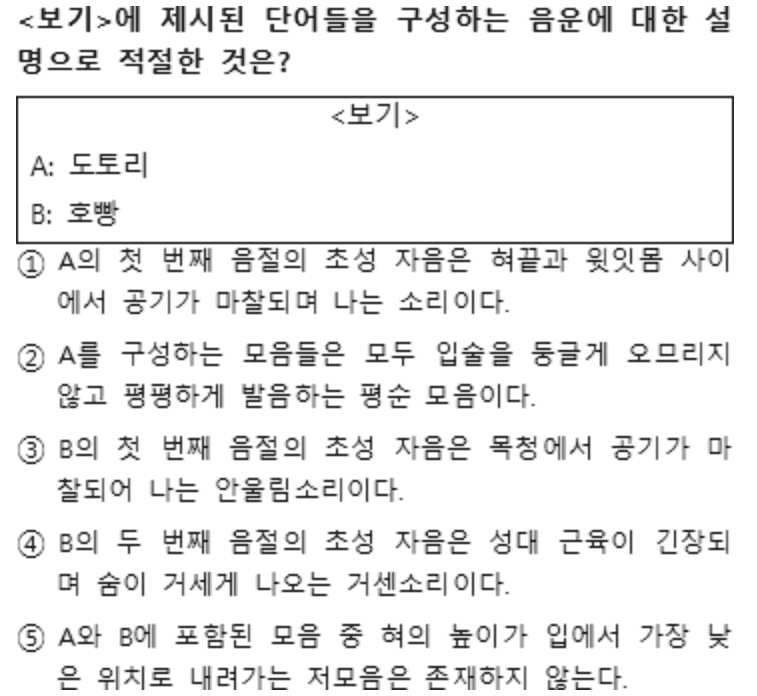 <보기>에 제시된 단어들을 구성하는 음운에 대한 설
명으로 적절한 것은?
<보기>
A: 도토리
B: 호빵
① A의 첫 번째 음절의 초성 자음은 혀끝과 윗잇몸 사이
에서 공기가 마찰되며 나는 소리이다.
② A를 구성하는 모음들은 모두 입술을 둥글게 오므리지
않고 평평하게 발음하는 평순 모음이다.
③ B의 첫 번째 음절의 초성 자음은 목청에서 공기가 마
찰되어 나는 안울림소리이다.
④ B의 두 번째 음절의 초성 자음은 성대 근육이 긴장되
며 숨이 거세게 나오는 거센소리이다.
⑤ A와 B에 포함된 모음 중 혀의 높이가 입에서 가장 낮
은 위치로 내려가는 저모음은 존재하지 않는다.